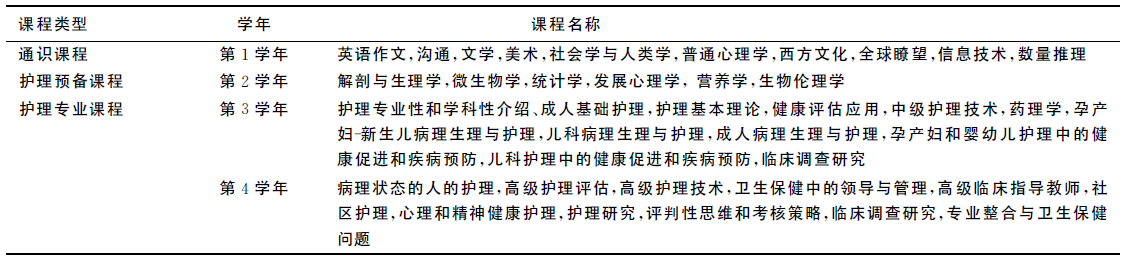 课程类型 学年 课程名称
通识课程 第 1 学年 英语作文,沟通,文学,美术,社会学与人类学,普通心理学,西方文化,全球瞭望,信息技术,数量推理
护理预备课程 第 2 学年 解剖与生理学,微生物学,统计学,发展心理学, 营养学,生物伦理学
护理专业课程 第 3 学年 护理专业性和学科性介绍、成人基础护理,护理基本理论,健康评估应用,中级护理技术,药理学,孕产
妇-新生儿病理生理与护理,儿科病理生理与护理,成人病理生理与护理,孕产妇和婴幼儿护理中的健
康促进和疾病预防,儿科护理中的健康促进和疾病预防,临床调查研究
第 4 学年 病理状态的人的护理,高级护理评估,高级护理技术,卫生保健中的领导与管理,高级临床指导教师,社
区护理,心理和精神健康护理,护理研究,评判性思维和考核策略,临床调查研究,专业整合与卫生保健
问题